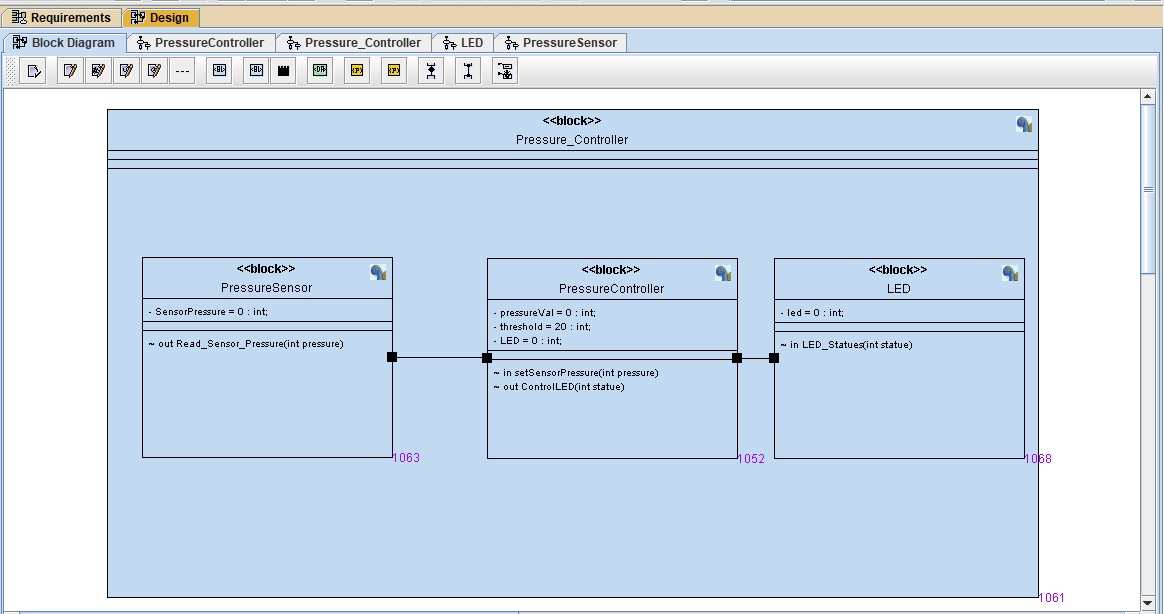 Requirements
Design
Block Diagram
PressureController
Pressure_Controller
LED
PressureSensor
<<block>>
Pressure_Controller
<<block>>
PressureSensor
- SensorPressure = 0 : int;
~ out Read_Sensor_Pressure(int pressure)
1063
<<block>>
PressureController
- pressureVal = 0 : int;
- threshold = 20 : int;
- LED = 0 : int;
~ in setSensorPressure(int pressure)
~ out ControlLED(int statue)
1052
<<block>>
LED
- led = 0 : int;
~ in LED_Statues(int statue)
1068
1061